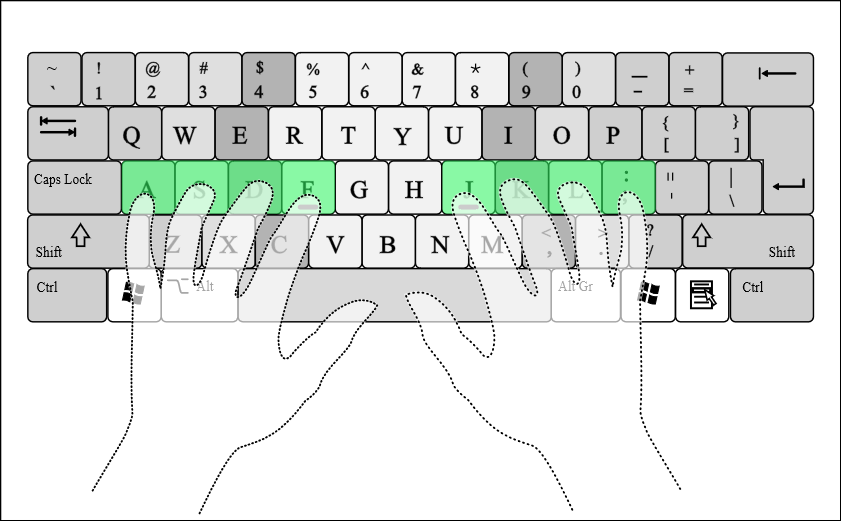 ~ ! @ # $ % ^ & * ( ) — +
` 1 2 3 4 5 6 7 8 9 0 – =
Q W E R T Y U I O P { }
[ ]
Caps Lock A S D F G H J K L : " |
; ' \
Shift Z X C V B N M < > ? Shift
, . /
Ctrl Alt Alt Gr Ctrl